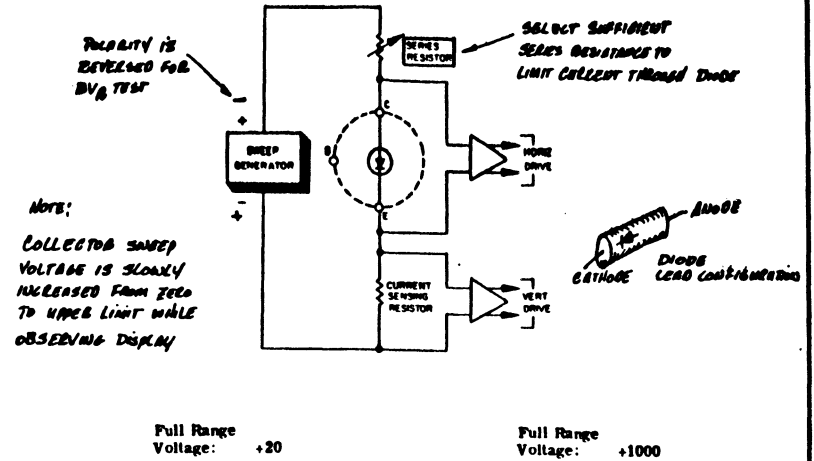 POLARITY IS
REVERSED FOR
BVR TEST
SERIES
RESISTOR
SELECT SUFFICIENT
SERIES RESISTANCE TO
LIMIT CURRENT THROUGH DIODE
-
+
SWEEP
GENERATOR
-
+
C
B
E
HORIZ
DRIVE
NOTE:
COLLECTOR SWEEP
VOLTAGE IS SLOWLY
INCREASED FROM ZERO
TO UPPER LIMIT WHILE
OBSERVING DISPLAY
ANODE
CATHODE
DIODE
LEAD CONFIGURATION
CURRENT
SENSING
RESISTOR
VERT
DRIVE
Full Range
Voltage: +20
Full Range
Voltage: +1000